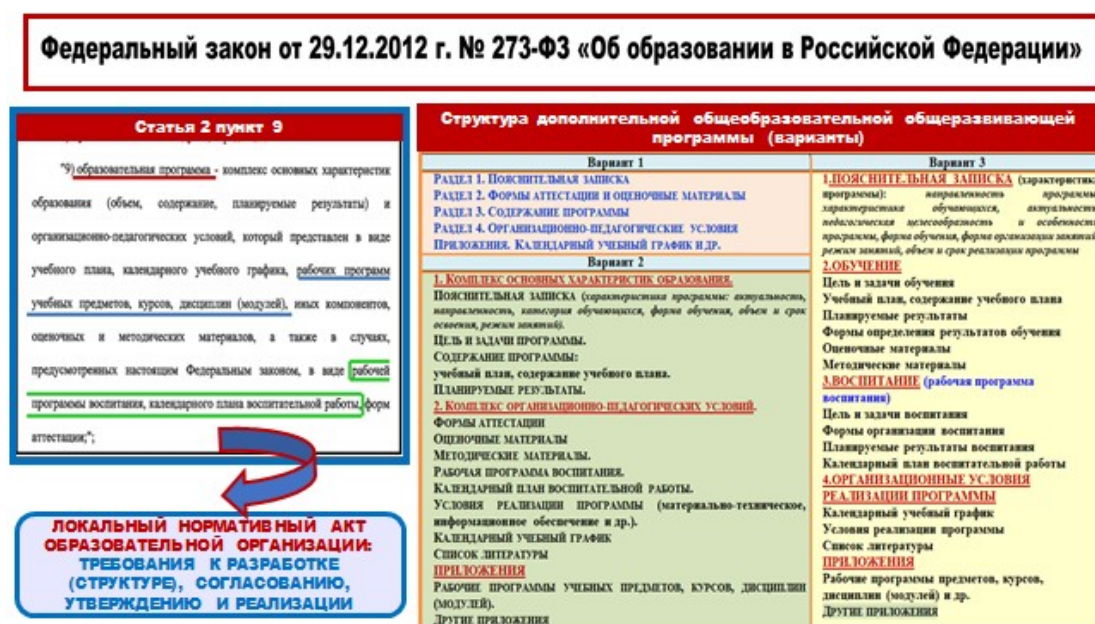 Федеральный закон от 29.12.2012 г. № 273-ФЗ «Об образовании в Российской Федерации»
Статья 2 пункт 9
"9) образовательная программа - комплекс основных характеристик
образования (объем, содержание, планируемые результаты) и
организационно-педагогических условий, который представлен в виде
учебного плана, календарного учебного графика, рабочих программ
учебных предметов, курсов, дисциплин (модулей), иных компонентов,
оценочных и методических материалов, а также в случаях,
предусмотренных настоящим Федеральным законом, в виде рабочей
программы воспитания, календарного плана воспитательной работы, форм
аттестации;";
ЛОКАЛЬНЫЙ НОРМАТИВНЫЙ АКТ
ОБРАЗОВАТЕЛЬНОЙ ОРГАНИЗАЦИИ:
ТРЕБОВАНИЯ К РАЗРАБОТКЕ
(СТРУКТУРЕ), СОГЛАСОВАНИЮ,
УТВЕРЖДЕНИЮ И РЕАЛИЗАЦИИ
Структура дополнительной общеобразовательной общеразвивающей
программы (варианты)
Вариант 1
РАЗДЕЛ 1. ПОЯСНИТЕЛЬНАЯ ЗАПИСКА
РАЗДЕЛ 2. ФОРМЫ АТТЕСТАЦИИ И ОЦЕНОЧНЫЕ МАТЕРИАЛЫ
РАЗДЕЛ 3. СОДЕРЖАНИЕ ПРОГРАММЫ
РАЗДЕЛ 4. ОРГАНИЗАЦИОННО-ПЕДАГОГИЧЕСКИЕ УСЛОВИЯ
ПРИЛОЖЕНИЯ. КАЛЕНДАРНЫЙ УЧЕБНЫЙ ГРАФИК И ДР.
Вариант 2
1. КОМПЛЕКС ОСНОВНЫХ ХАРАКТЕРИСТИК ОБРАЗОВАНИЯ.
ПОЯСНИТЕЛЬНАЯ ЗАПИСКА (характеристика программы: актуальность,
направленность, категория обучающихся, форма обучения, объем и срок
освоения, режим занятий).
ЦЕЛЬ И ЗАДАЧИ ПРОГРАММЫ.
СОДЕРЖАНИЕ ПРОГРАММЫ:
учебный план, содержание учебного плана.
ПЛАНИРУЕМЫЕ РЕЗУЛЬТАТЫ.
2. КОМПЛЕКС ОРГАНИЗАЦИОННО-ПЕДАГОГИЧЕСКИХ УСЛОВИЙ.
ФОРМЫ АТТЕСТАЦИИ
ОЦЕНОЧНЫЕ МАТЕРИАЛЫ
МЕТОДИЧЕСКИЕ МАТЕРИАЛЫ.
РАБОЧАЯ ПРОГРАММА ВОСПИТАНИЯ.
КАЛЕНДАРНЫЙ ПЛАН ВОСПИТАТЕЛЬНОЙ РАБОТЫ.
УСЛОВИЯ РЕАЛИЗАЦИИ ПРОГРАММЫ (материально-техническое,
информационное обеспечение и др.).
КАЛЕНДАРНЫЙ УЧЕБНЫЙ ГРАФИК
СПИСОК ЛИТЕРАТУРЫ
ПРИЛОЖЕНИЯ
РАБОЧИЕ ПРОГРАММЫ УЧЕБНЫХ ПРЕДМЕТОВ, КУРСОВ, ДИСЦИПЛИН
(МОДУЛЕЙ).
ДРУГИЕ ПРИЛОЖЕНИЯ
Вариант 3
1.ПОЯСНИТЕЛЬНАЯ ЗАПИСКА (характеристика
программы): направленность программы,
характеристика обучающихся, актуальность,
педагогическая целесообразность и особенность
программы, форма обучения, форма организации занятий,
режим занятий, объем и срок реализации программы
2.ОБУЧЕНИЕ
Цель и задачи обучения
Учебный план, содержание учебного плана
Планируемые результаты
Формы определения результатов обучения
Оценочные материалы
Методические материалы
3.ВОСПИТАНИЕ (рабочая программа
воспитания)
Цель и задачи воспитания
Формы организации воспитания
Планируемые результаты воспитания
Календарный план воспитательной работы
4.ОРГАНИЗАЦИОННЫЕ УСЛОВИЯ
РЕАЛИЗАЦИИ ПРОГРАММЫ
Календарный учебный график
Условия реализации программы
Список литературы
ПРИЛОЖЕНИЯ
Рабочие программы предметов, курсов,
дисциплин (модулей) и др.
ДРУГИЕ ПРИЛОЖЕНИЯ